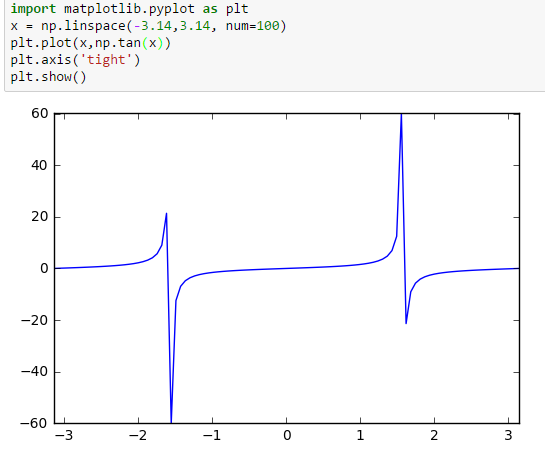 import matplotlib.pyplot as plt
x = np.linspace(-3.14,3.14, num=100)
plt.plot(x,np.tan(x))
plt.axis('tight')
plt.show()
60
40
20
0
−20
−40
−60
−3 −2 −1 0 1 2 3